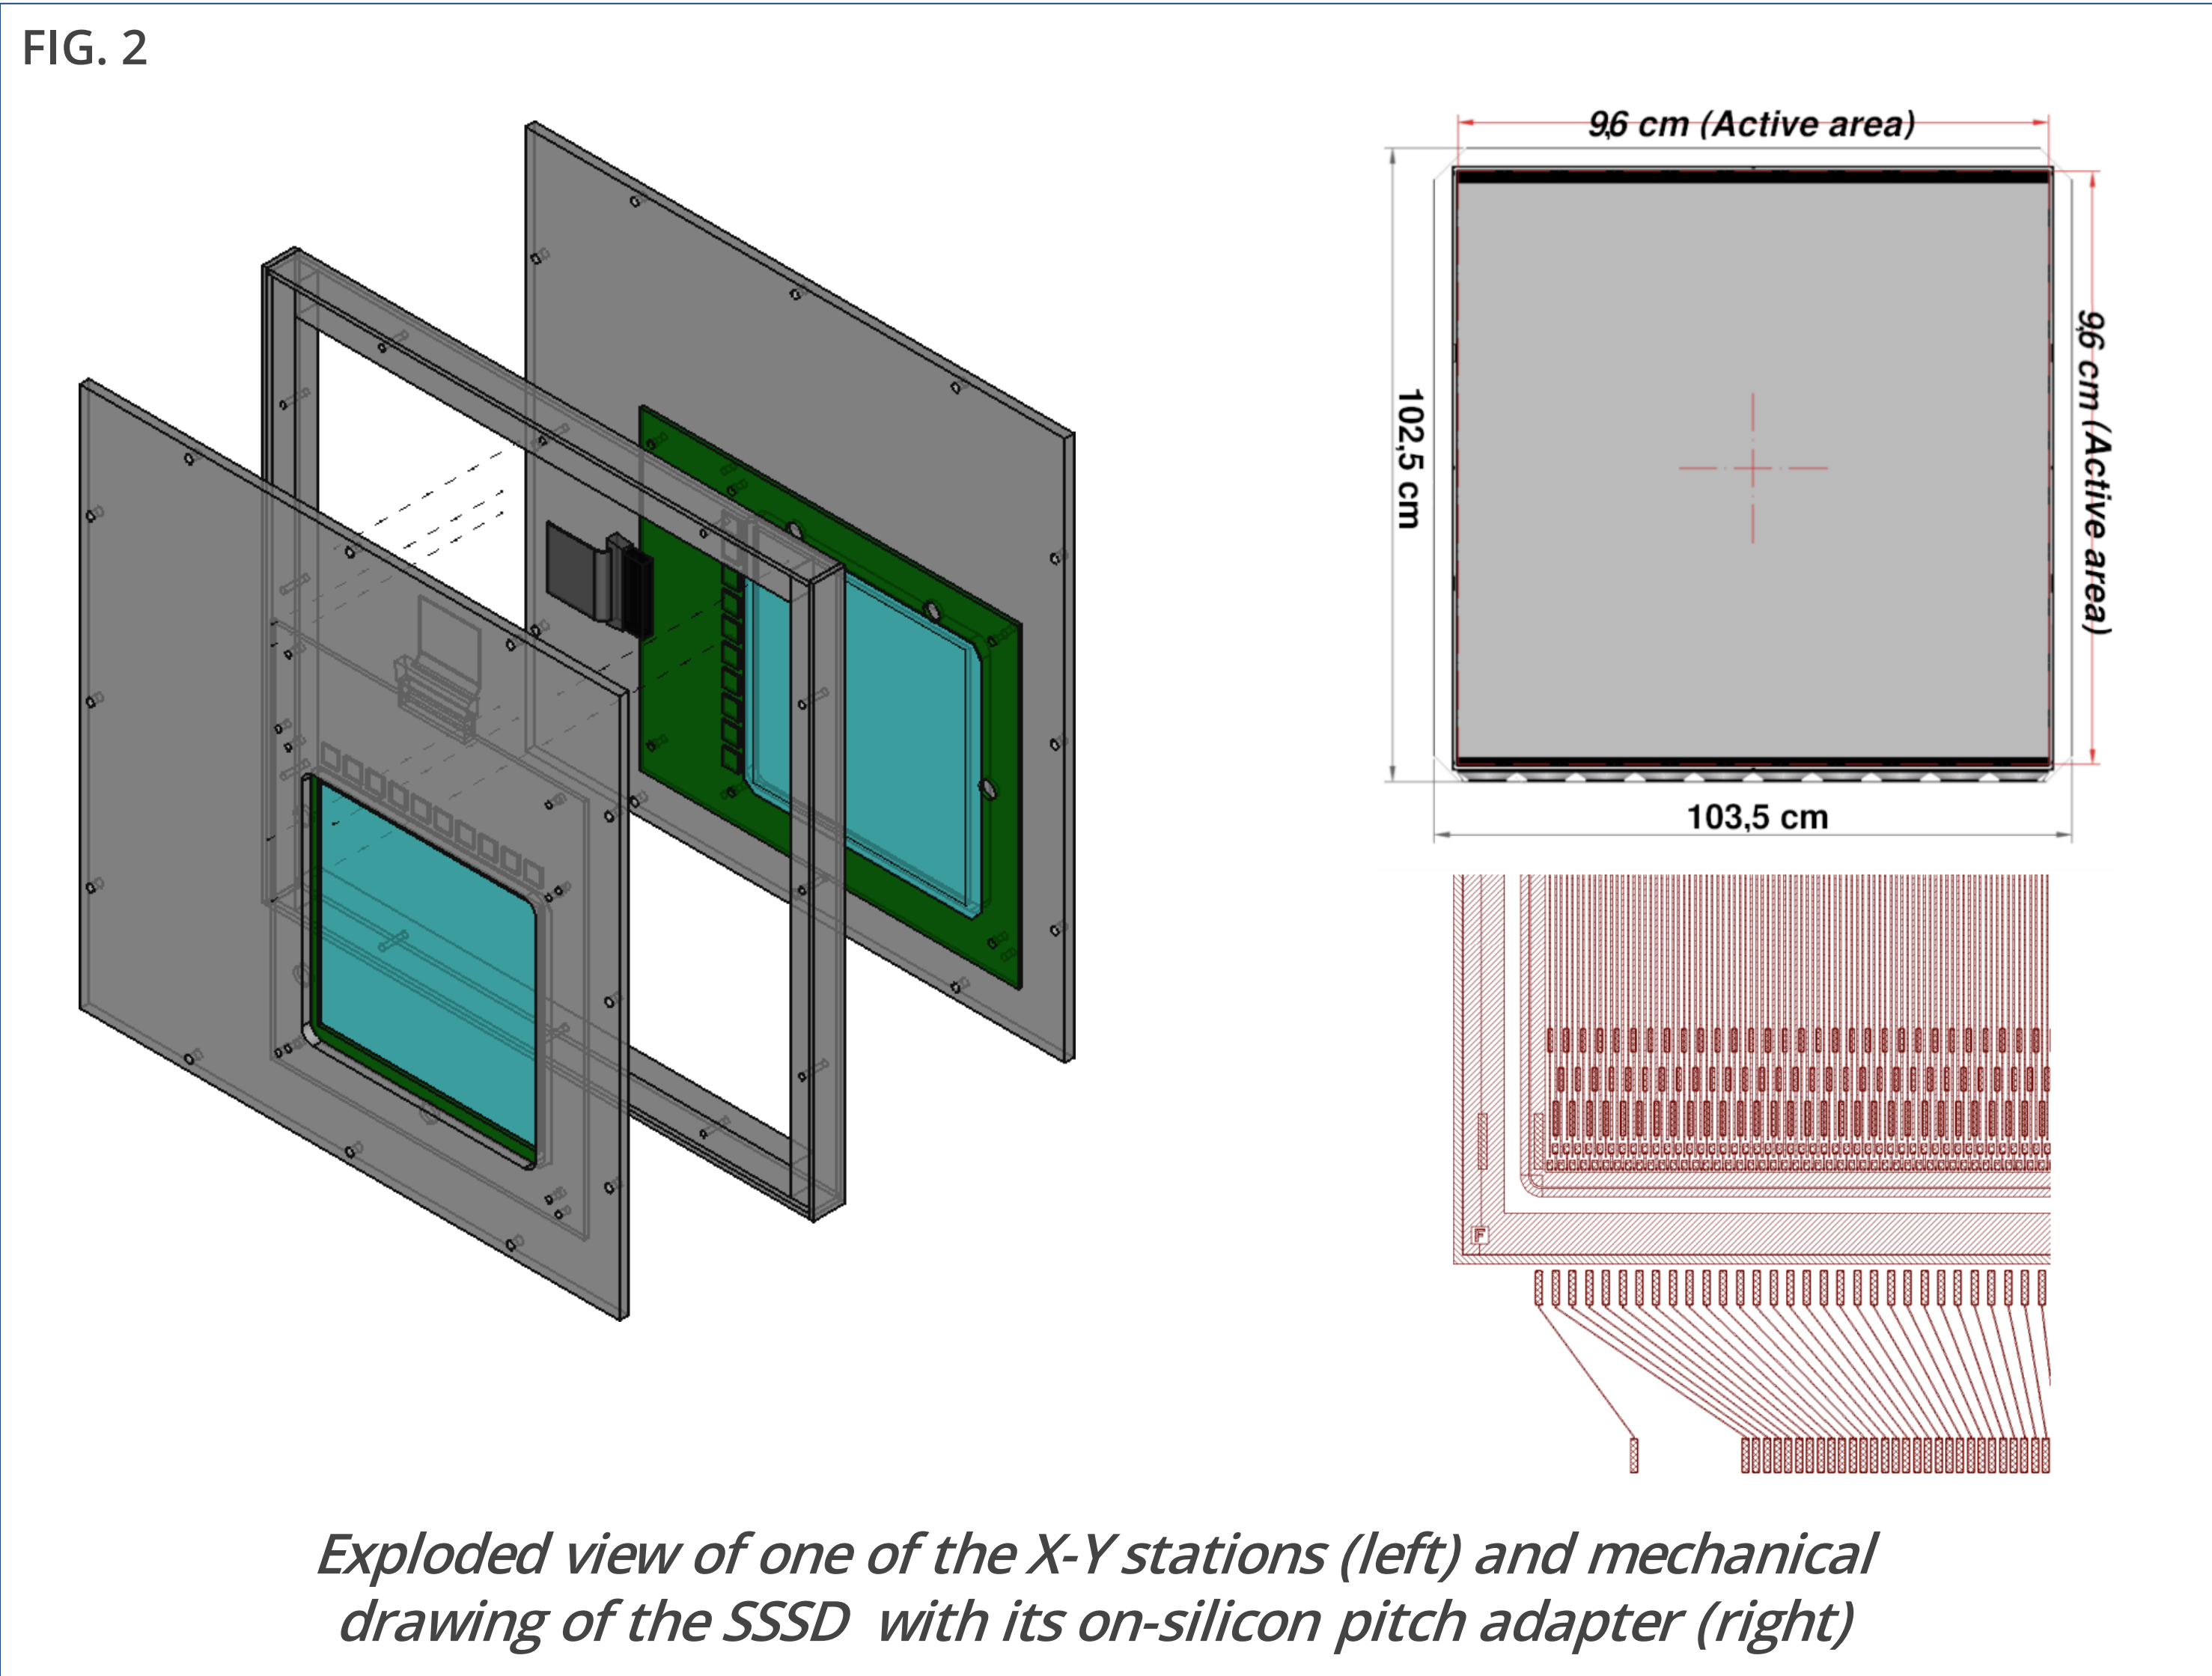 FIG. 2
9,6 cm (Active area)
102,5 cm
9,6 cm (Active area)
103,5 cm
F
Exploded view of one of the X-Y stations (left) and mechanical
drawing of the SSSD with its on-silicon pitch adapter (right)